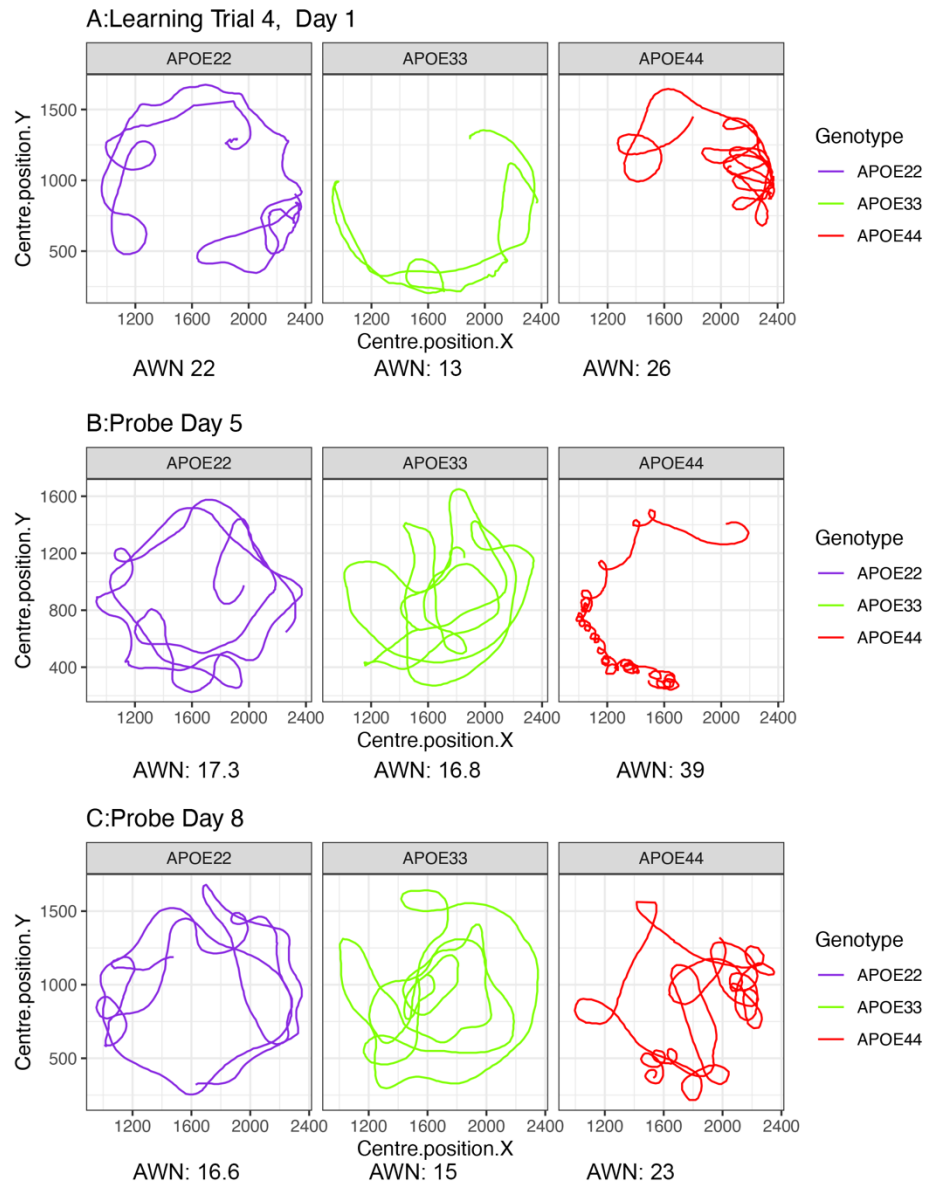 A:Learning Trial 4, Day 1
APOE22 APOE33 APOE44
Centre.position.Y
1500
1000
500
1200 1600 2000 2400 1200 1600 2000 2400 1200 1600 2000 2400
Centre.position.X
Genotype
APOE22
APOE33
APOE44
AWN 22 AWN: 13 AWN: 26
B:Probe Day 5
APOE22 APOE33 APOE44
Centre.position.Y
1600
1200
800
400
1200 1600 2000 2400 1200 1600 2000 2400 1200 1600 2000 2400
Centre.position.X
Genotype
APOE22
APOE33
APOE44
AWN: 17.3 AWN: 16.8 AWN: 39
C:Probe Day 8
APOE22 APOE33 APOE44
Centre.position.Y
1500
1000
500
1200 1600 2000 2400 1200 1600 2000 2400 1200 1600 2000 2400
Centre.position.X
Genotype
APOE22
APOE33
APOE44
AWN: 16.6 AWN: 15 AWN: 23